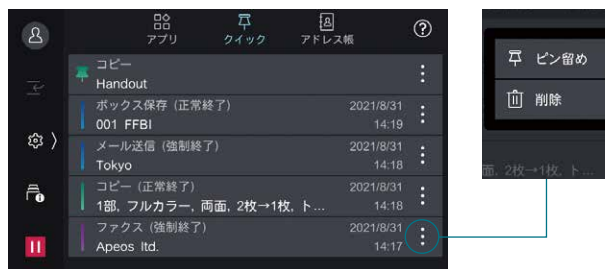 アプリ
クイック
アドレス帳
コピー
Handout
ボックス保存 (正常終了)
2021/8/31
001 FFBI
14:19
メール送信 (強制終了)
2021/8/31
Tokyo
14:18
コピー (正常終了)
2021/8/31
1部, フルカラー, 両面, 2枚→1枚, ト...
14:18
ファクス (強制終了)
2021/8/31
Apeos ltd.
14:17
ピン留め
削除
面, 2枚→1枚, ト...